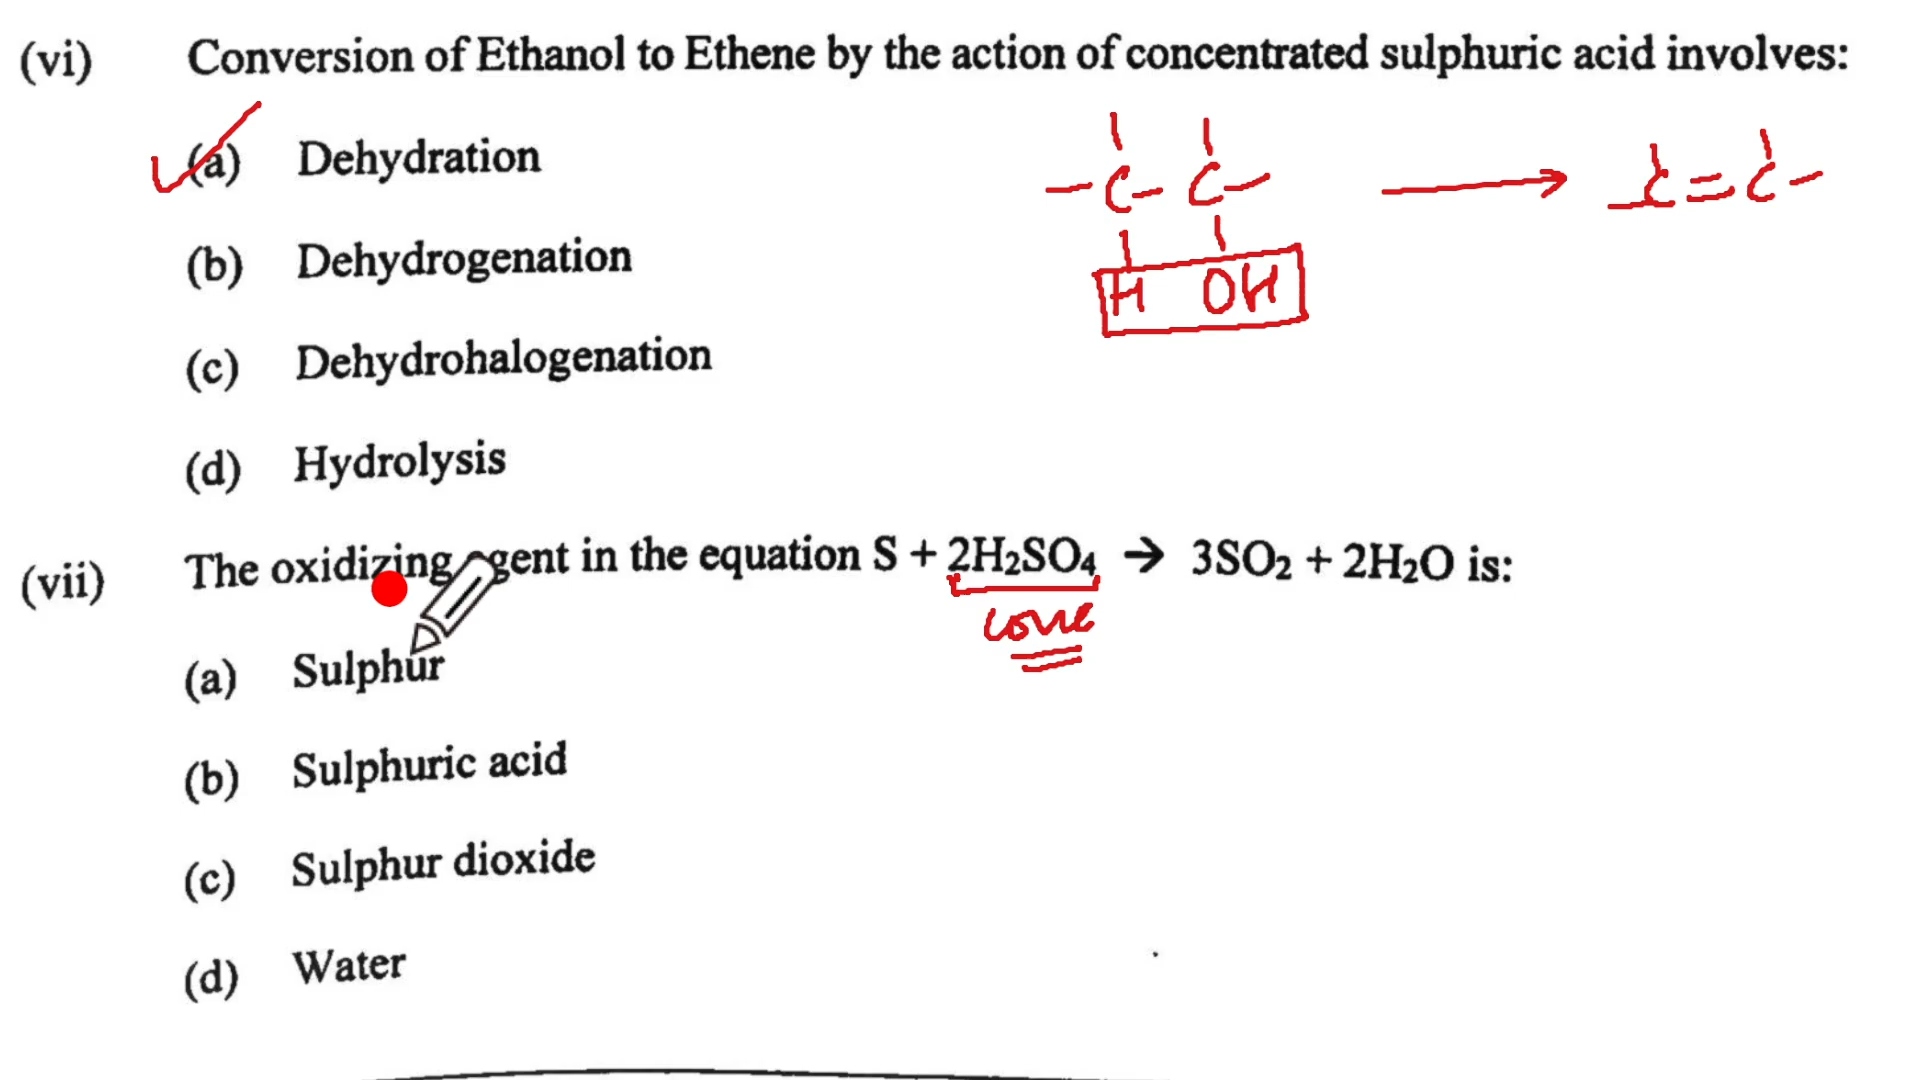 (vi) Conversion of Ethanol to Ethene by the action of concentrated sulphuric acid involves:
(a) Dehydration
(b) Dehydrogenation
(c) Dehydrohalogenation
(d) Hydrolysis
C C C = C
H OH
(vii) The oxidizing agent in the equation S + 2H₂SO₄ → 3SO₂ + 2H₂O is:
conc
(a) Sulphur
(b) Sulphuric acid
(c) Sulphur dioxide
(d) Water